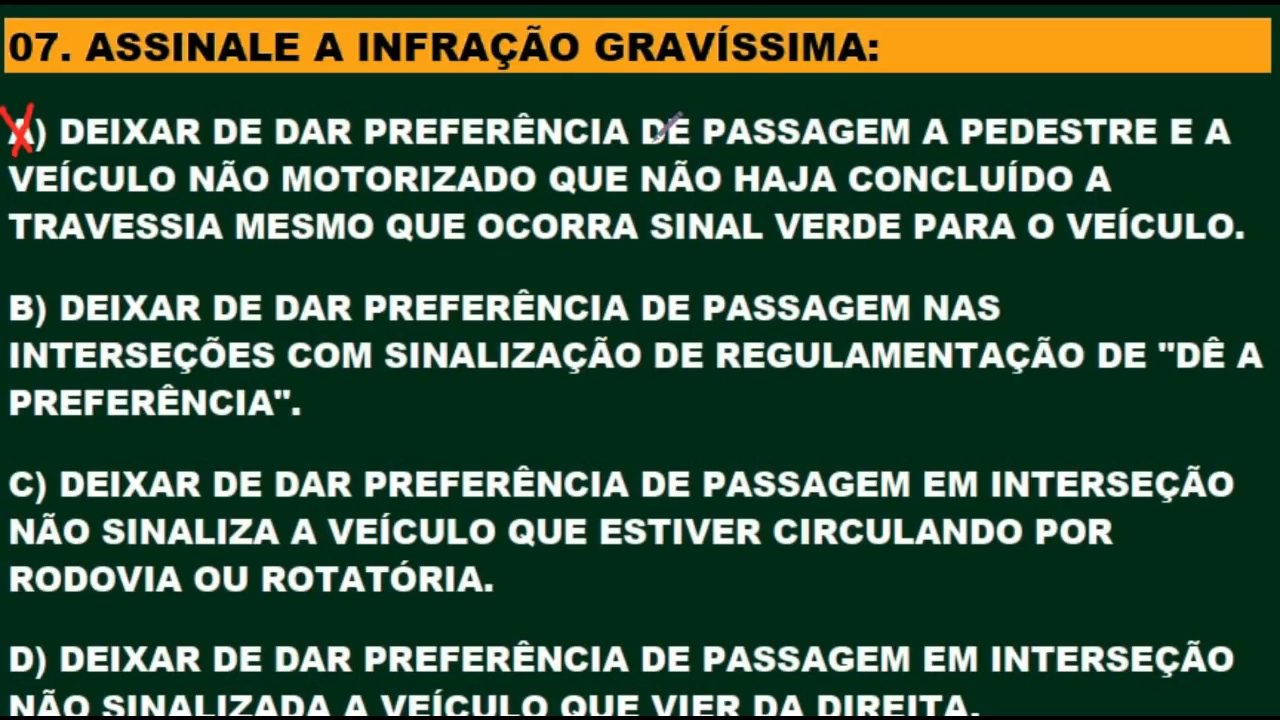 07. ASSINALE A INFRAÇÃO GRAVÍSSIMA:
A) DEIXAR DE DAR PREFERÊNCIA DE PASSAGEM A PEDESTRE E A
VEÍCULO NÃO MOTORIZADO QUE NÃO HAJA CONCLUÍDO A
TRAVESSIA MESMO QUE OCORRA SINAL VERDE PARA O VEÍCULO.
B) DEIXAR DE DAR PREFERÊNCIA DE PASSAGEM NAS
INTERSEÇÕES COM SINALIZAÇÃO DE REGULAMENTAÇÃO DE "DÊ A
PREFERÊNCIA".
C) DEIXAR DE DAR PREFERÊNCIA DE PASSAGEM EM INTERSEÇÃO
NÃO SINALIZA A VEÍCULO QUE ESTIVER CIRCULANDO POR
RODOVIA OU ROTATÓRIA.
D) DEIXAR DE DAR PREFERÊNCIA DE PASSAGEM EM INTERSEÇÃO
NÃO SINALIZADA A VEÍCULO QUE VIER DA DIREITA.